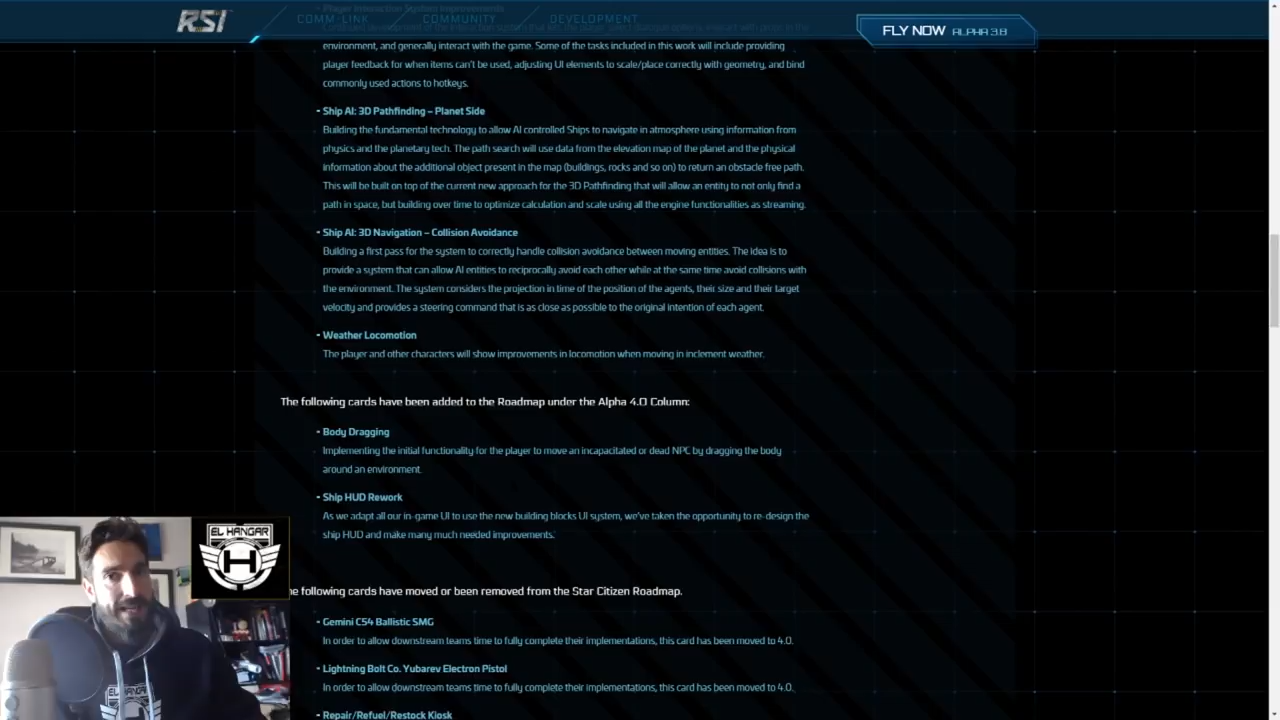 RSI
COMM-LINK
COMMUNITY
DEVELOPMENT
FLY NOW ALPHA 3.8
- Player Interaction System Improvements
environment, and generally interact with the game. Some of the tasks included in this work will include providing
player feedback for when items can't be used, adjusting UI elements to scale/place correctly with geometry, and bind
commonly used actions to hotkeys.
- Ship AI: 3D Pathfinding – Planet Side
Building the fundamental technology to allow AI controlled Ships to navigate in atmosphere using information from
physics and the planetary tech. The path search will use data from the elevation map of the planet and the physical
information about the additional object present in the map (buildings, rocks and so on) to return an obstacle free path.
This will be built on top of the current new approach for the 3D Pathfinding that will allow an entity to not only find a
path in space, but building over time to optimize calculation and scale using all the engine functionalities as streaming.
- Ship AI: 3D Navigation – Collision Avoidance
Building a first pass for the system to correctly handle collision avoidance between moving entities. The idea is to
provide a system that can allow AI entities to reciprocally avoid each other while at the same time avoid collisions with
the environment. The system considers the projection in time of the position of the agents, their size and their target
velocity and provides a steering command that is as close as possible to the original intention of each agent.
- Weather Locomotion
The player and other characters will show improvements in locomotion when moving in inclement weather.
The following cards have been added to the Roadmap under the Alpha 4.0 Column:
- Body Dragging
Implementing the initial functionality for the player to move an incapacitated or dead NPC by dragging the body
around an environment.
- Ship HUD Rework
As we adapt all our in-game UI to use the new building blocks UI system, we've taken the opportunity to re-design the
ship HUD and make many much needed improvements.
EL HANGAR
H
he following cards have moved or been removed from the Star Citizen Roadmap.
- Gemini C54 Ballistic SMG
In order to allow downstream teams time to fully complete their implementations, this card has been moved to 4.0.
- Lightning Bolt Co. Yubarev Electron Pistol
In order to allow downstream teams time to fully complete their implementations, this card has been moved to 4.0.
- Repair/Refuel/Restock Kiosk
EL HANGAR